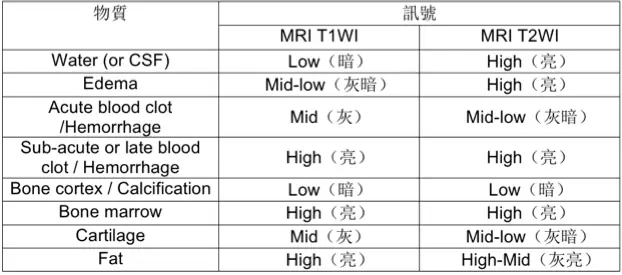 物質 訊號
MRI T1WI MRI T2WI
Water (or CSF) Low（暗） High（亮）
Edema Mid-low（灰暗） High（亮）
Acute blood clot
/Hemorrhage Mid（灰） Mid-low（灰暗）
Sub-acute or late blood
clot / Hemorrhage High（亮） High（亮）
Bone cortex / Calcification Low（暗） Low（暗）
Bone marrow High（亮） High（亮）
Cartilage Mid（灰） Mid-low（灰暗）
Fat High（亮） High-Mid（灰亮）